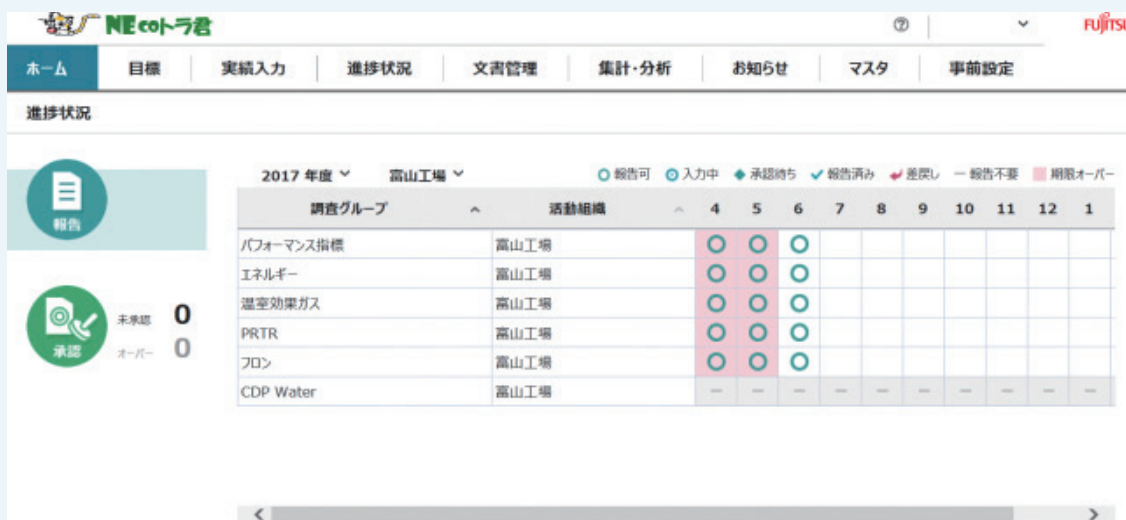 NEcoトラ君
FUJITSU
ホーム 目標 実績入力 進捗状況 文書管理 集計・分析 お知らせ マスタ 事前設定
進捗状況
報告
承認
未承認 0
オーバー 0
2017 年度 富山工場 報告可 入力中 承認待ち 報告済み 差戻し 報告不要 期限オーバー
調査グループ 活動組織 4 5 6 7 8 9 10 11 12 1
パフォーマンス指標 富山工場
エネルギー 富山工場
温室効果ガス 富山工場
PRTR 富山工場
フロン 富山工場
CDP Water 富山工場 － － － － － － － － － －